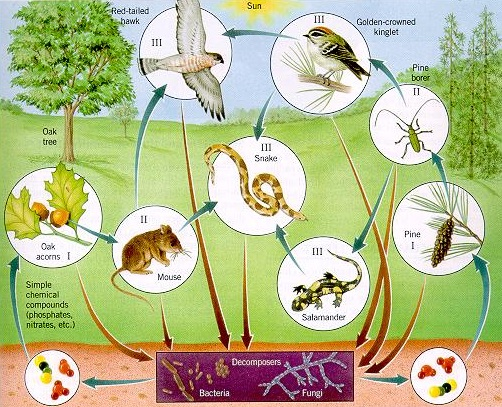 Sun
Red-tailed
hawk
III
III
Golden-crowned
kinglet
Pine
borer
II
Oak
tree
III
Snake
II
Mouse
Oak
acorns I
Pine
I
III
Salamander
Simple
chemical
compounds
(phosphates,
nitrates, etc.)
Decomposers
Bacteria
Fungi